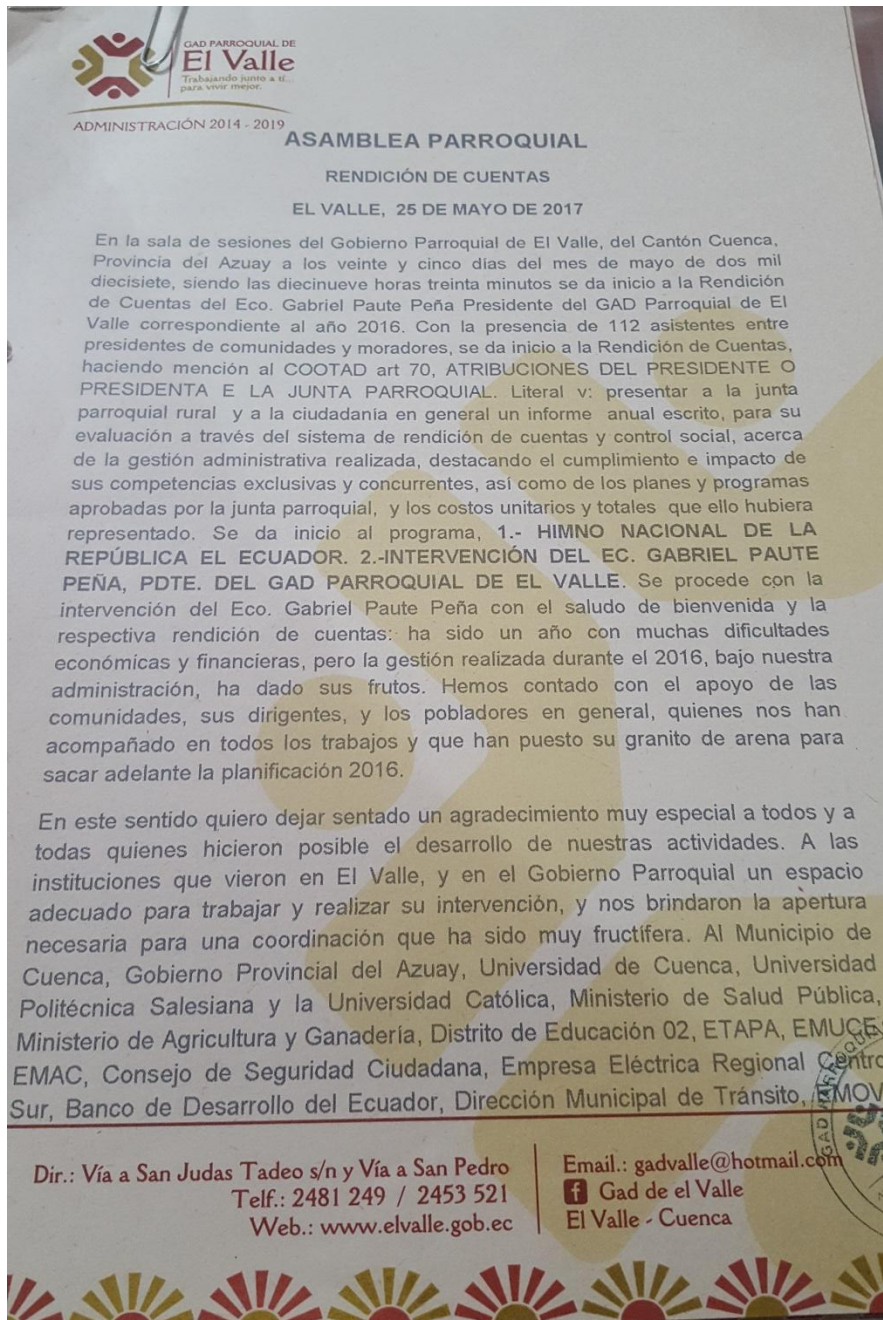 GAD PARROQUIAL DE
El Valle
Trabajando junto a tí...
para vivir mejor.
ADMINISTRACIÓN 2014 - 2019
ASAMBLEA PARROQUIAL
RENDICIÓN DE CUENTAS
EL VALLE, 25 DE MAYO DE 2017
En la sala de sesiones del Gobierno Parroquial de El Valle, del Cantón Cuenca,
Provincia del Azuay a los veinte y cinco días del mes de mayo de dos mil
diecisiete, siendo las diecinueve horas treinta minutos se da inicio a la Rendición
de Cuentas del Eco. Gabriel Paute Peña Presidente del GAD Parroquial de El
Valle correspondiente al año 2016. Con la presencia de 112 asistentes entre
presidentes de comunidades y moradores, se da inicio a la Rendición de Cuentas,
haciendo mención al COOTAD art 70, ATRIBUCIONES DEL PRESIDENTE O
PRESIDENTA E LA JUNTA PARROQUIAL. Literal v: presentar a la junta
parroquial rural y a la ciudadanía en general un informe anual escrito, para su
evaluación a través del sistema de rendición de cuentas y control social, acerca
de la gestión administrativa realizada, destacando el cumplimiento e impacto de
sus competencias exclusivas y concurrentes, así como de los planes y programas
aprobadas por la junta parroquial, y los costos unitarios y totales que ello hubiera
representado. Se da inicio al programa, 1.- HIMNO NACIONAL DE LA
REPÚBLICA EL ECUADOR. 2.-INTERVENCIÓN DEL EC. GABRIEL PAUTE
PEÑA, PDTE. DEL GAD PARROQUIAL DE EL VALLE. Se procede con la
intervención del Eco. Gabriel Paute Peña con el saludo de bienvenida y la
respectiva rendición de cuentas: ha sido un año con muchas dificultades
económicas y financieras, pero la gestión realizada durante el 2016, bajo nuestra
administración, ha dado sus frutos. Hemos contado con el apoyo de las
comunidades, sus dirigentes, y los pobladores en general, quienes nos han
acompañado en todos los trabajos y que han puesto su granito de arena para
sacar adelante la planificación 2016.
En este sentido quiero dejar sentado un agradecimiento muy especial a todos y a
todas quienes hicieron posible el desarrollo de nuestras actividades. A las
instituciones que vieron en El Valle, y en el Gobierno Parroquial un espacio
adecuado para trabajar y realizar su intervención, y nos brindaron la apertura
necesaria para una coordinación que ha sido muy fructífera. Al Municipio de
Cuenca, Gobierno Provincial del Azuay, Universidad de Cuenca, Universidad
Politécnica Salesiana y la Universidad Católica, Ministerio de Salud Pública,
Ministerio de Agricultura y Ganadería, Distrito de Educación 02, ETAPA, EMUCE,
EMAC, Consejo de Seguridad Ciudadana, Empresa Eléctrica Regional Centro
Sur, Banco de Desarrollo del Ecuador, Dirección Municipal de Tránsito, EMOV
GAD PARROQUIAL
Dir.: Vía a San Judas Tadeo s/n y Vía a San Pedro
Telf.: 2481 249 / 2453 521
Web.: www.elvalle.gob.ec
Email.: gadvalle@hotmail.com
Gad de el Valle
El Valle - Cuenca